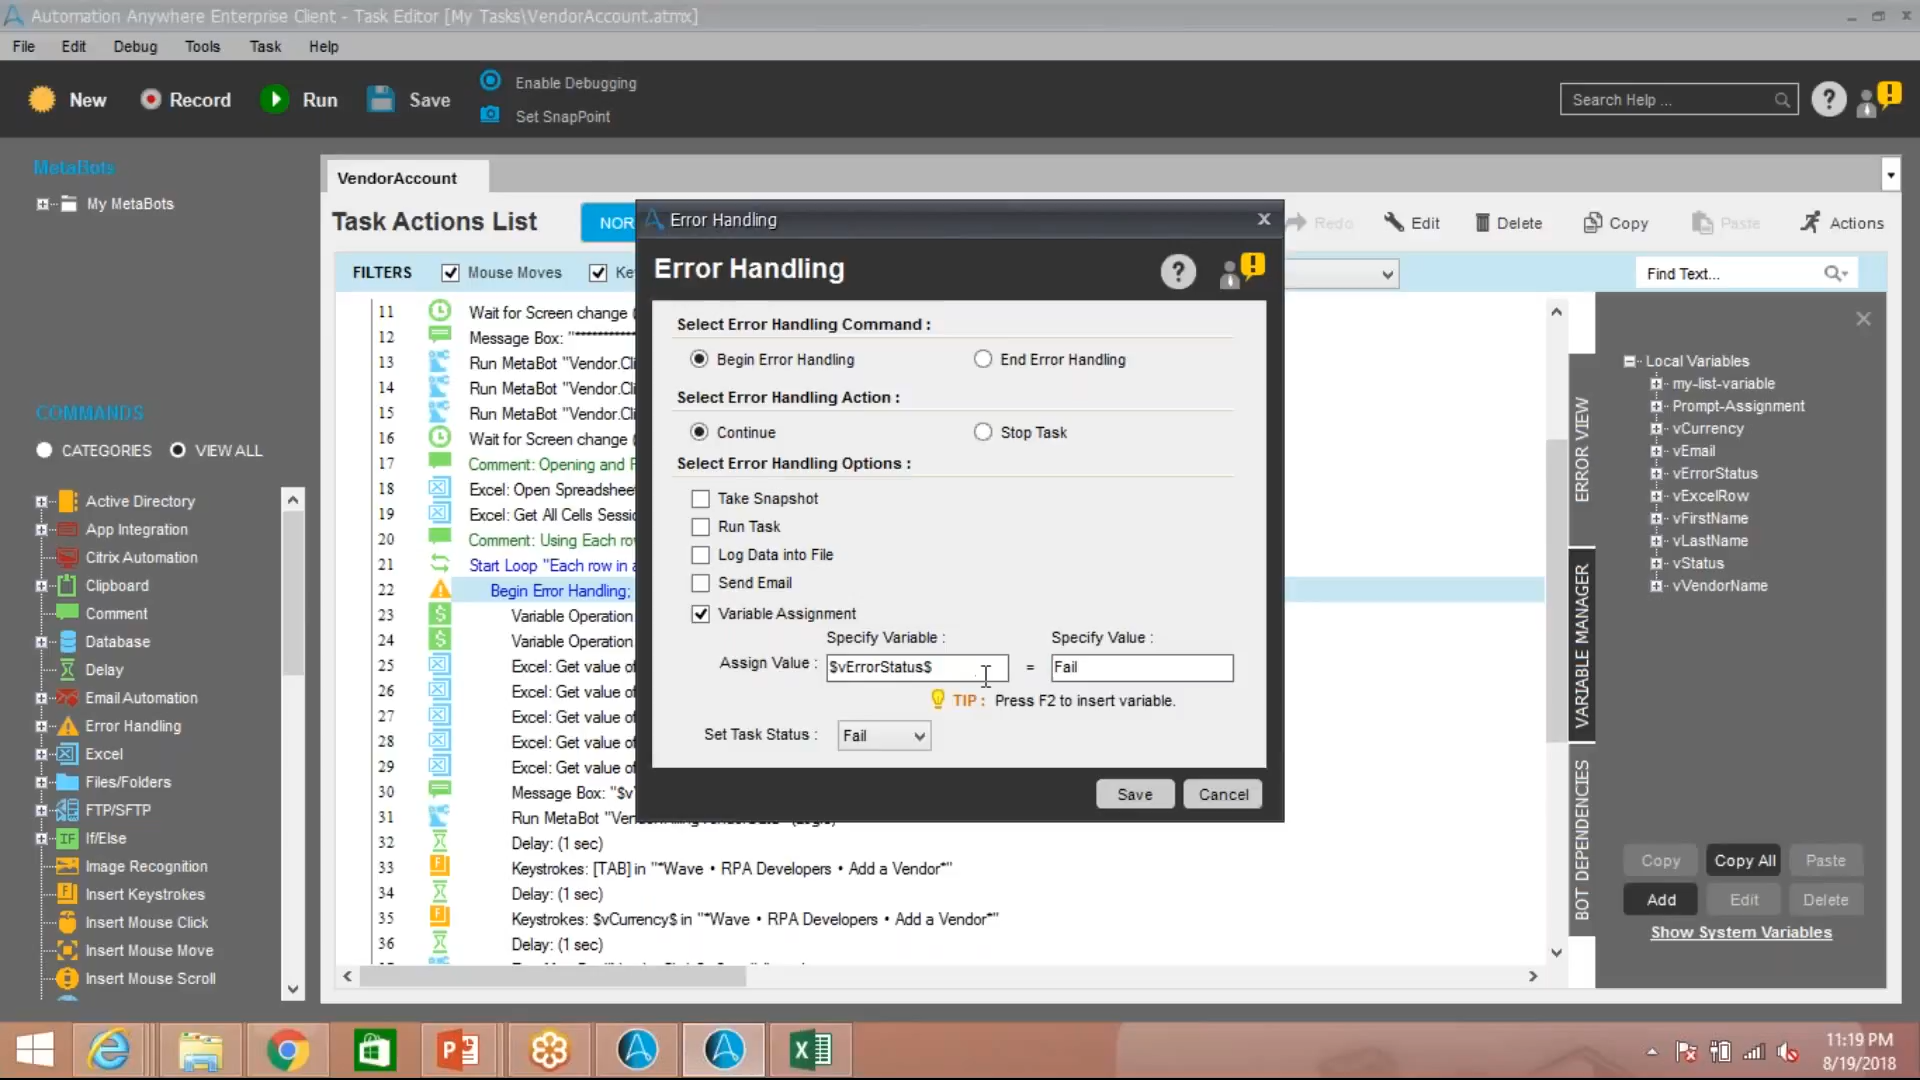 Automation Anywhere Enterprise Client - Task Editor [My Tasks\VendorAccount.atmx]
File Edit Debug Tools Task Help
New Record Run Save
Enable Debugging
Set SnapPoint
Search Help ...
MetaBots
My MetaBots
COMMANDS
CATEGORIES VIEW ALL
Active Directory
App Integration
Citrix Automation
Clipboard
Comment
Database
Delay
Email Automation
Error Handling
Excel
Files/Folders
FTP/SFTP
If/Else
Image Recognition
Insert Keystrokes
Insert Mouse Click
Insert Mouse Move
Insert Mouse Scroll
VendorAccount
Task Actions List NOR Redo Edit Delete Copy Paste Actions
FILTERS Mouse Moves Ke Find Text...
11 Wait for Screen change (
12 Message Box: "***********
13 Run MetaBot "Vendor.Cli
14 Run MetaBot "Vendor.Cli
15 Run MetaBot "Vendor.Cli
16 Wait for Screen change (
17 Comment: Opening and
18 Excel: Open Spreadsheet
19 Excel: Get All Cells Sessi
20 Comment: Using Each ro
21 Start Loop "Each row in a
22 Begin Error Handling;
23 Variable Operation
24 Variable Operation
25 Excel: Get value of
26 Excel: Get value of
27 Excel: Get value of
28 Excel: Get value of
29 Excel: Get value of
30 Message Box: "$v
31 Run MetaBot
32 Delay: (1 sec)
33 Keystrokes: [TAB] in "*Wave • RPA Developers • Add a Vendor*"
34 Delay: (1 sec)
35 Keystrokes: $vCurrency$ in "*Wave • RPA Developers • Add a Vendor*"
36 Delay: (1 sec)
Error Handling
Error Handling
Select Error Handling Command :
Begin Error Handling End Error Handling
Select Error Handling Action :
Continue Stop Task
Select Error Handling Options :
Take Snapshot
Run Task
Log Data into File
Send Email
Variable Assignment
Specify Variable : Specify Value :
Assign Value : $vErrorStatus$ = Fail
TIP : Press F2 to insert variable.
Set Task Status : Fail
Save Cancel
ERROR VIEW
VARIABLE MANAGER
BOT DEPENDENCIES
Local Variables
my-list-variable
Prompt-Assignment
vCurrency
vEmail
vErrorStatus
vExcelRow
vFirstName
vLastName
vStatus
vVendorName
Copy Copy All Paste
Add Edit Delete
Show System Variables
11:19 PM
8/19/2018